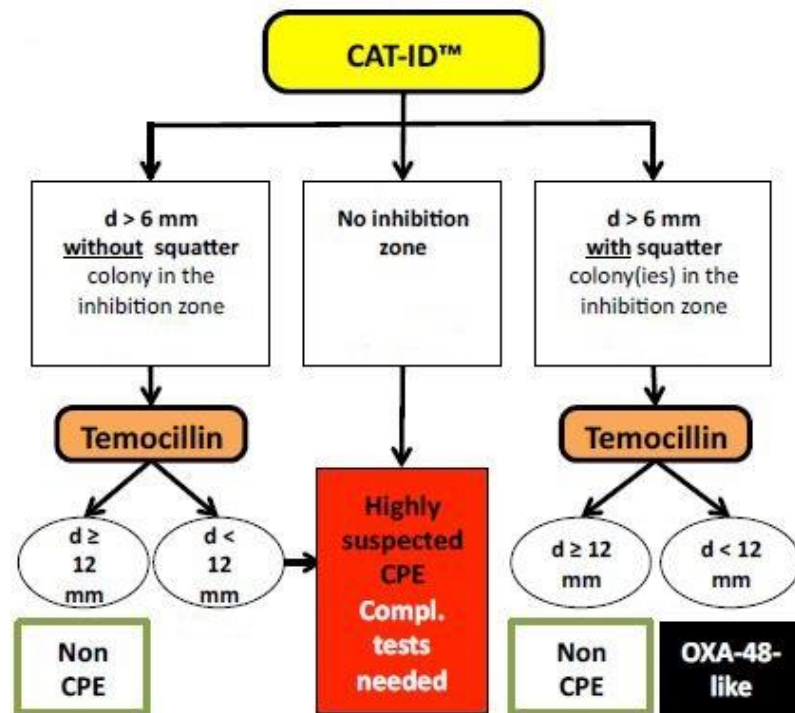 CAT-ID™
d > 6 mm
without squatter
colony in the
inhibition zone
No inhibition
zone
d > 6 mm
with squatter
colony(ies) in the
inhibition zone
Temocillin
Temocillin
d ≥
12
mm
d <
12
mm
Highly
suspected
CPE
Compl.
tests
needed
d ≥ 12
mm
d < 12
mm
Non
CPE
Non
CPE
OXA-48-
like